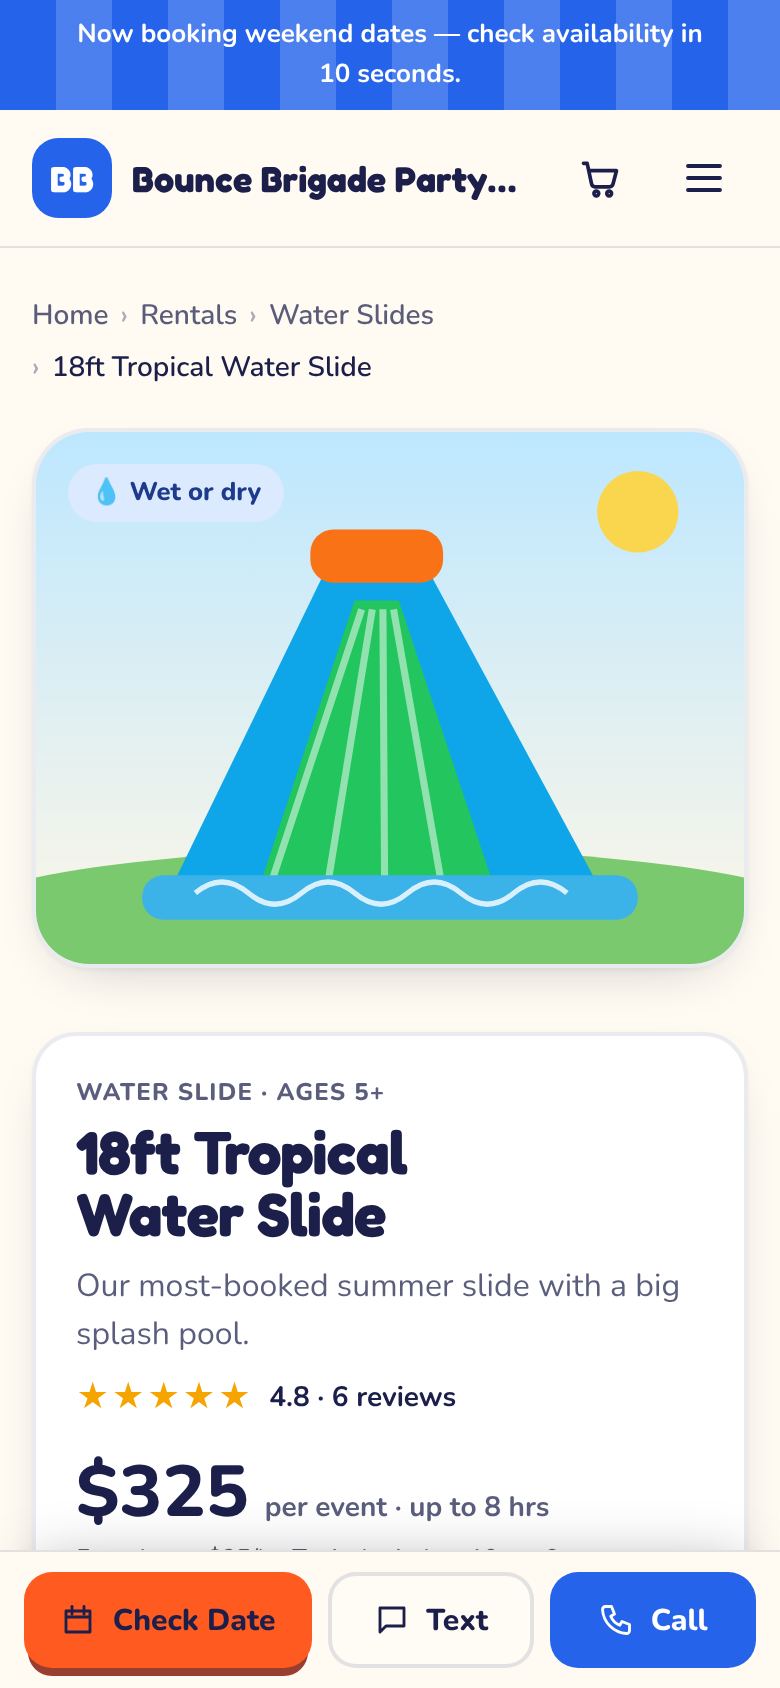 Now booking weekend dates — check availability in
10 seconds.
BB
Bounce Brigade Party...
Home › Rentals › Water Slides
› 18ft Tropical Water Slide
💧 Wet or dry
WATER SLIDE · AGES 5+
18ft Tropical
Water Slide
Our most-booked summer slide with a big
splash pool.
★★★★★ 4.8 · 6 reviews
$325 per event · up to 8 hrs
Check Date
Text
Call